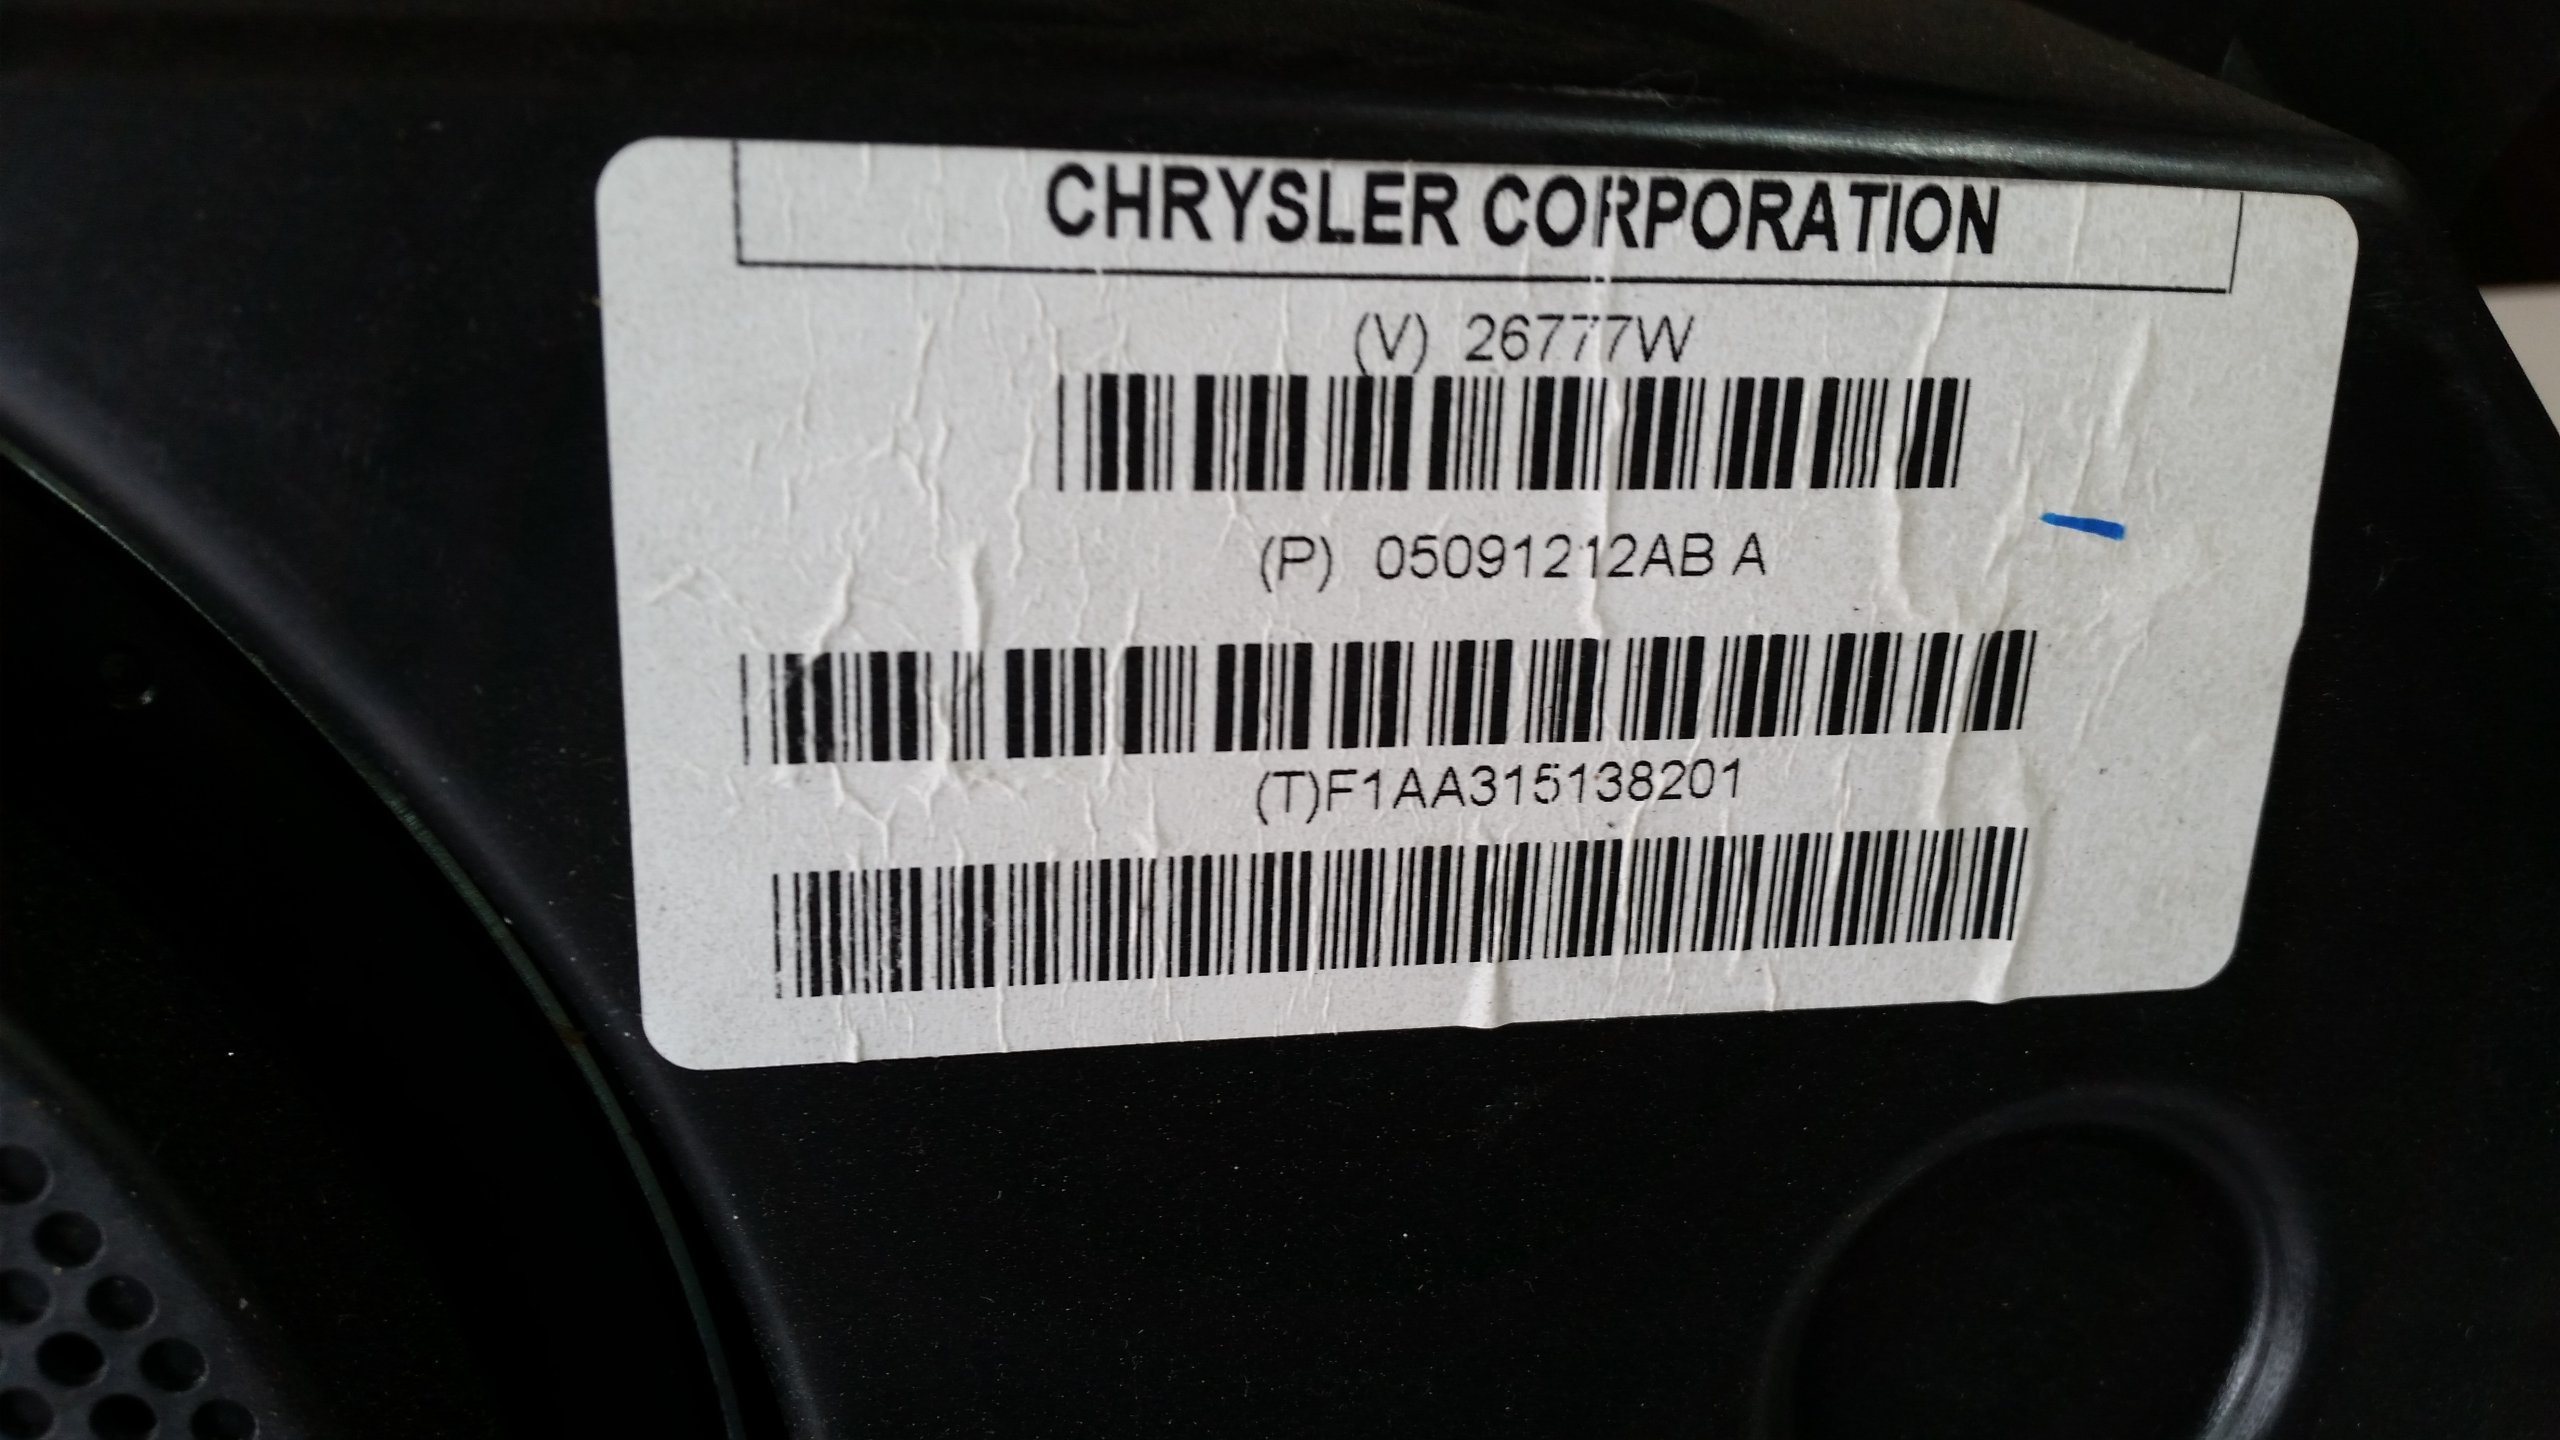 CHRYSLER CORPORATION
(V) 26777W
(P) 05091212AB A
(T)F1AA315138201